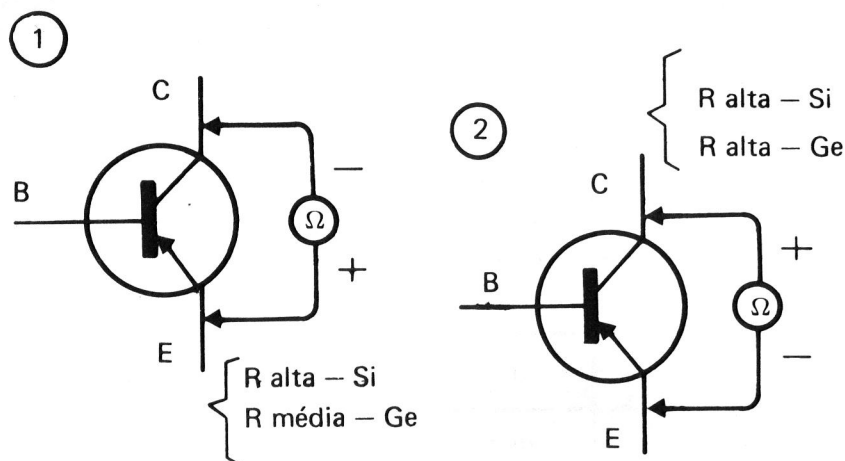 1
C
B
−
Ω
+
E
R alta – Si
R média – Ge
2
R alta – Si
R alta – Ge
C
B
+
Ω
−
E